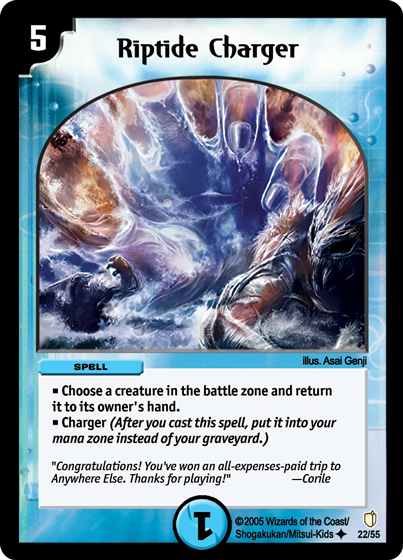 5
Riptide Charger
illus. Asai Genji
SPELL
▪ Choose a creature in the battle zone and return
it to its owner's hand.
▪ Charger (After you cast this spell, put it into your
mana zone instead of your graveyard.)
"Congratulations! You've won an all-expenses-paid trip to
Anywhere Else. Thanks for playing!" —Corile
1
©2005 Wizards of the Coast/
Shogakukan/Mitsui-Kids 22/55